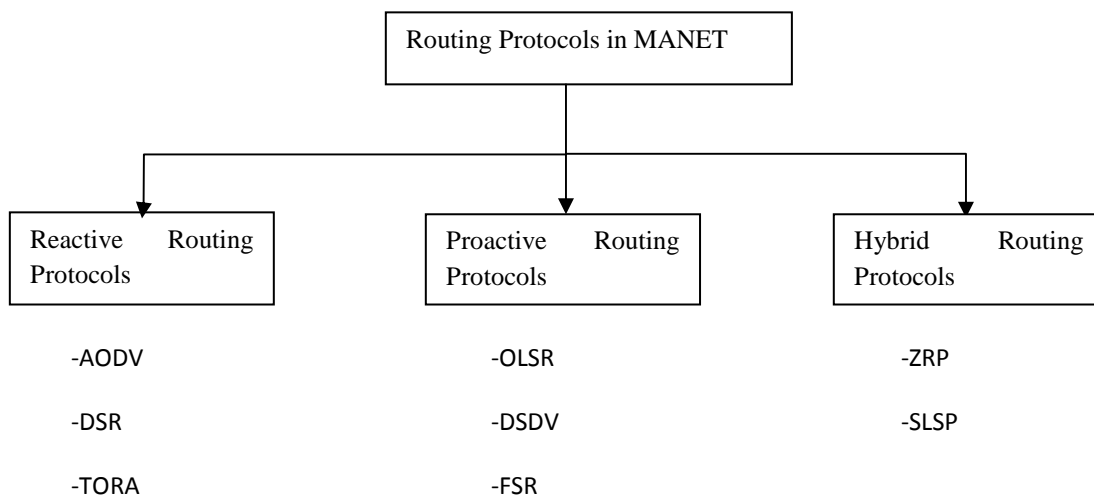 Routing Protocols in MANET
Reactive Routing
Protocols
Proactive Routing
Protocols
Hybrid Routing
Protocols
-AODV
-OLSR
-ZRP
-DSR
-DSDV
-SLSP
-TORA
-FSR